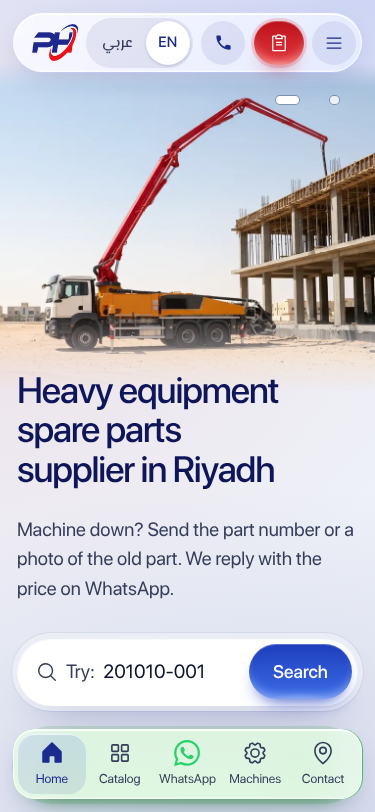 PH
عربي
EN
Heavy equipment
spare parts
supplier in Riyadh
Machine down? Send the part number or a
photo of the old part. We reply with the
price on WhatsApp.
Try: 201010-001
Search
Home
Catalog
WhatsApp
Machines
Contact